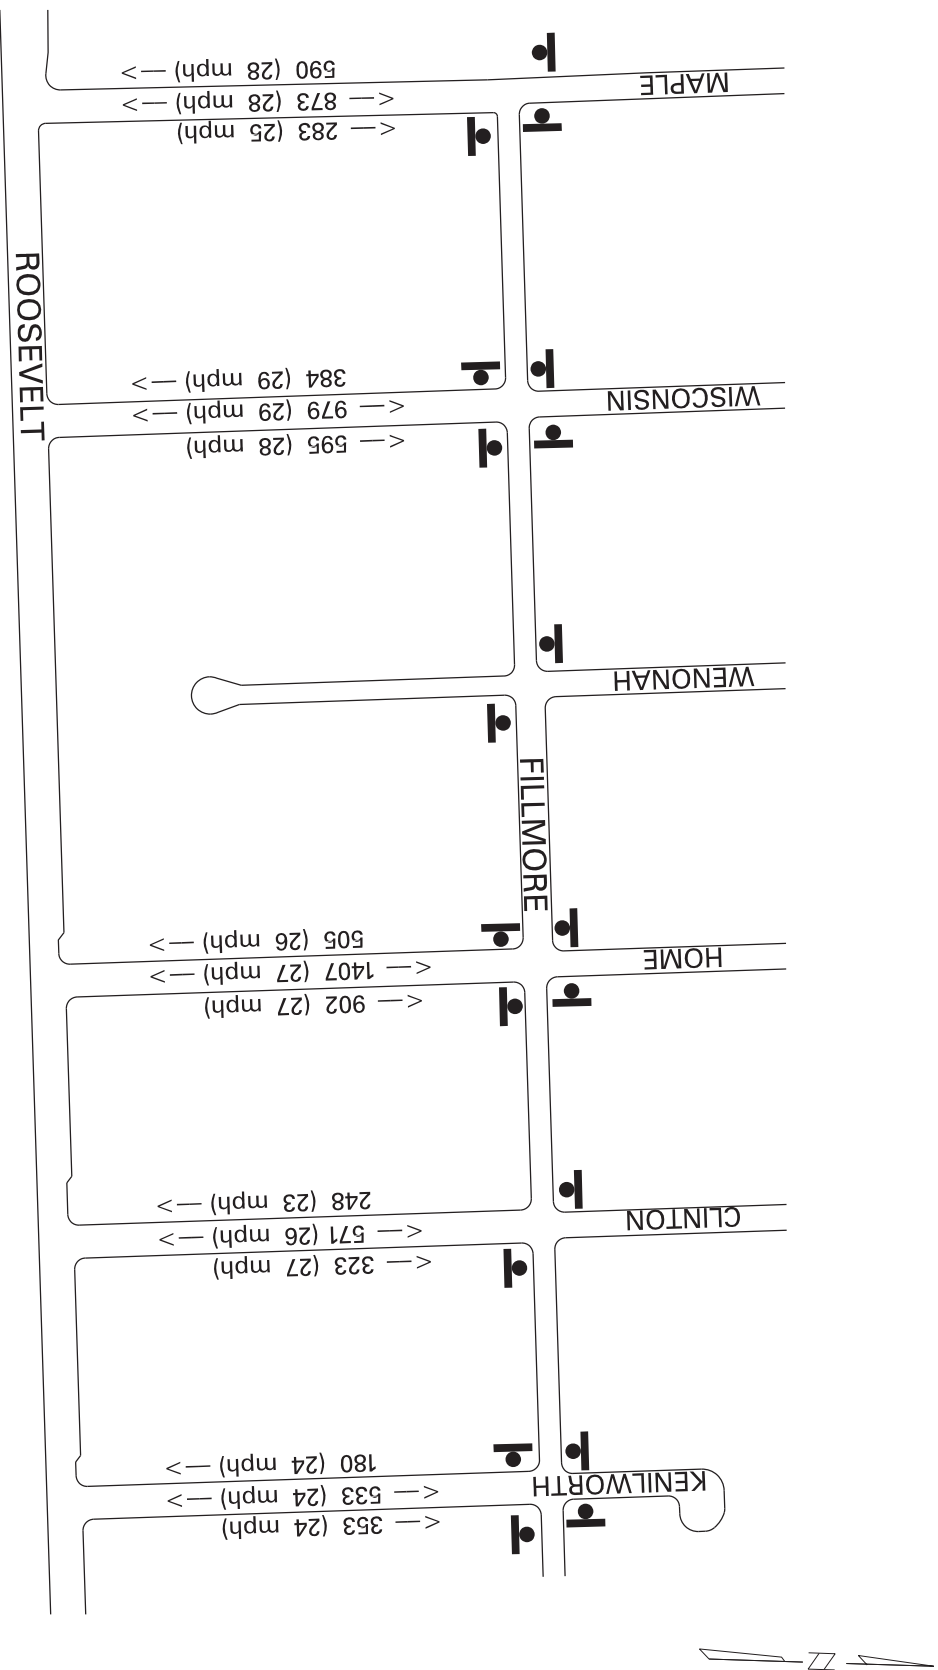 N
<— 353 (24 mph)
<— 533 (24 mph) —>
180 (24 mph) —>
KENILWORTH
<— 323 (27 mph)
<— 571 (26 mph) —>
248 (23 mph) —>
CLINTON
<— 902 (27 mph)
<— 1407 (27 mph) —>
505 (26 mph) —>
HOME
FILLMORE
WENONAH
<— 595 (28 mph)
<— 979 (29 mph) —>
384 (29 mph) —>
WISCONSIN
ROOSEVELT
<— 283 (25 mph)
<— 873 (28 mph) —>
590 (28 mph) —>
MAPLE